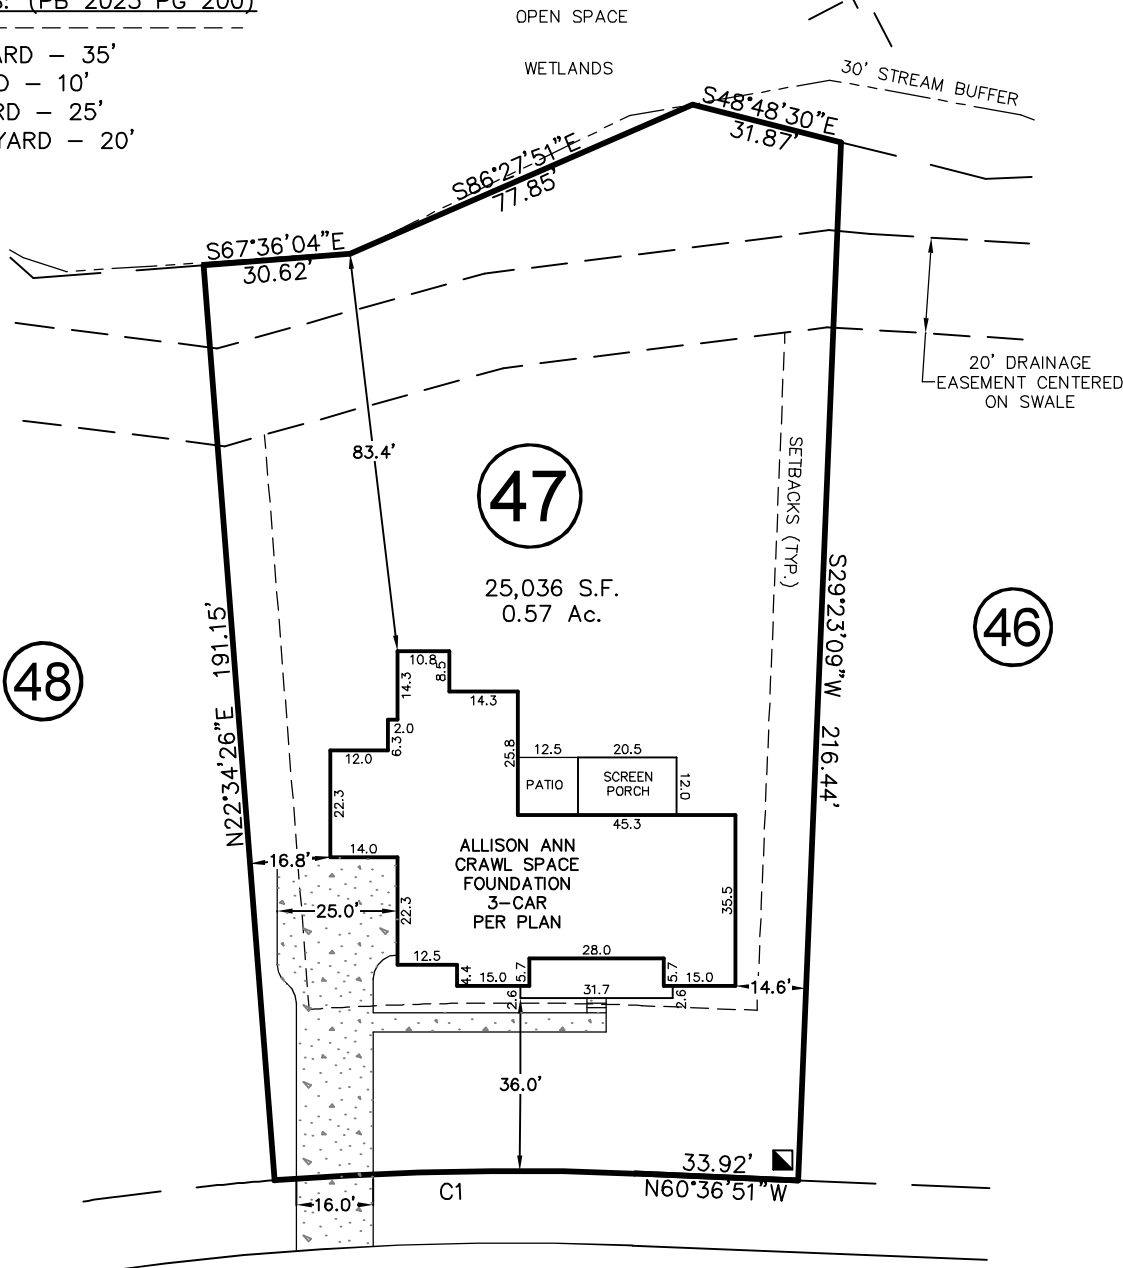 (PB 2025 PG 200)
ARD – 35'
– 10'
RD – 25'
YARD – 20'
OPEN SPACE
WETLANDS
30' STREAM BUFFER
S48°48'30"E
31.87'
S86°27'51"E
77.85'
S67°36'04"E
30.62'
20' DRAINAGE
EASEMENT CENTERED
ON SWALE
83.4'
47
SETBACKS (TYP.)
25,036 S.F.
0.57 Ac.
48
46
N22°34'26"E 191.15'
S29°23'09"W 216.44'
10.8
8.5
14.3
14.3
2.0
6.3
12.0
25.8
12.5
20.5
PATIO
SCREEN
PORCH
12.0
22.3
45.3
14.0
16.8'
ALLISON ANN
CRAWL SPACE
FOUNDATION
3–CAR
PER PLAN
35.5
25.0'
22.3
28.0
12.5
4.4
15.0
5.7
5.7
15.0
14.6'
2.6
31.7
2.6
36.0'
33.92'
N60°36'51"W
C1
16.0'